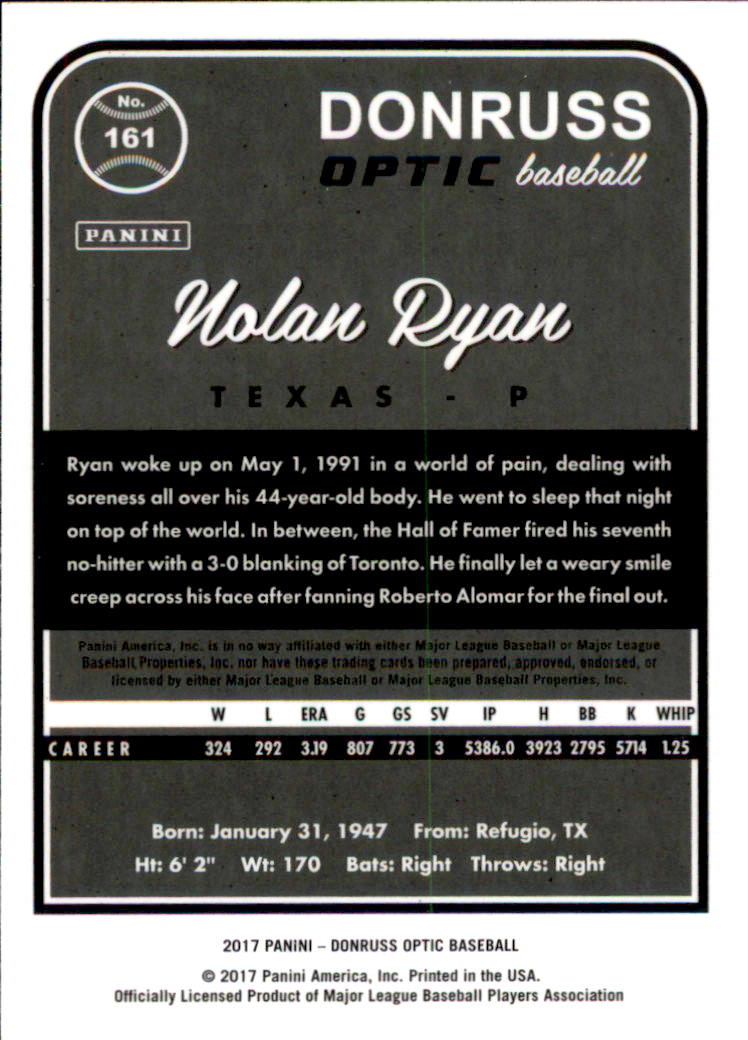 No.
161
DONRUSS
OPTIC baseball
PANINI
Nolan Ryan
TEXAS - P
Ryan woke up on May 1, 1991 in a world of pain, dealing with
soreness all over his 44-year-old body. He went to sleep that night
on top of the world. In between, the Hall of Famer fired his seventh
no-hitter with a 3-0 blanking of Toronto. He finally let a weary smile
creep across his face after fanning Roberto Alomar for the final out.
Panini America, Inc. is in no way affiliated with either Major League Baseball or Major League
Baseball Properties, Inc. nor have these trading cards been prepared, approved, endorsed, or
licensed by either Major League Baseball or Major League Baseball Properties, Inc.
W L ERA G GS SV IP H BB K WHIP
CAREER 324 292 3.19 807 773 3 5386.0 3923 2795 5714 1.25
Born: January 31, 1947 From: Refugio, TX
Ht: 6' 2" Wt: 170 Bats: Right Throws: Right
2017 PANINI – DONRUSS OPTIC BASEBALL
© 2017 Panini America, Inc. Printed in the USA.
Officially Licensed Product of Major League Baseball Players Association